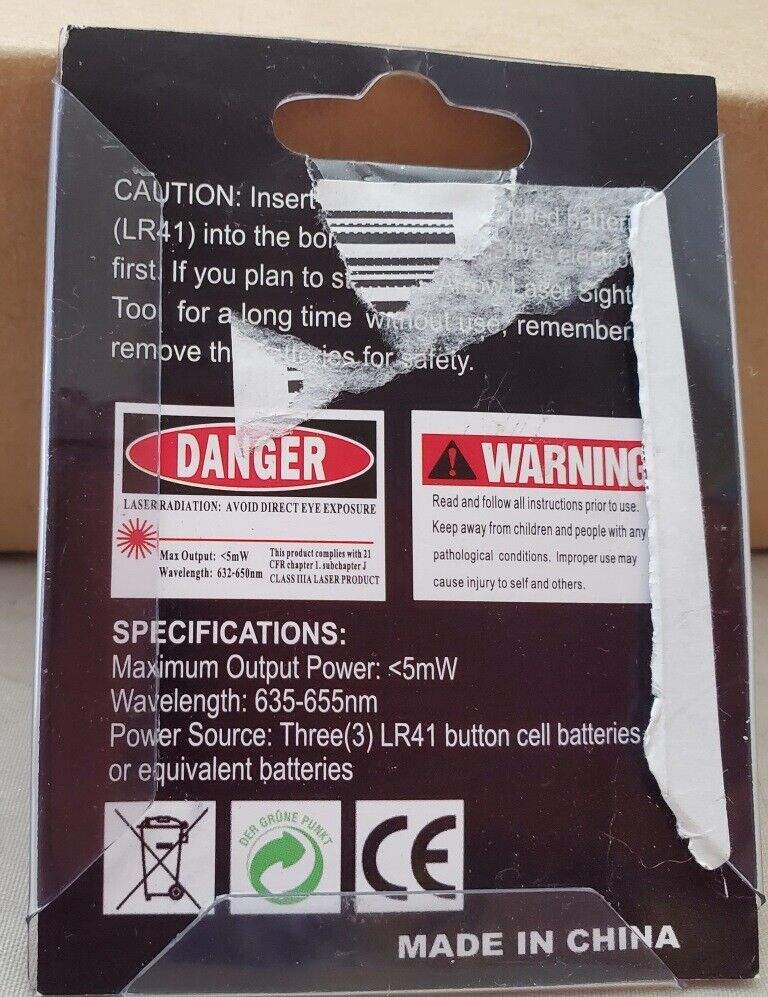 CAUTION: Insert
(LR41) into the
first. If you plan to
Arrow Laser Sight
for a long time without use, remember
remove batteries for safety.
DANGER
LASER RADIATION: AVOID DIRECT EYE EXPOSURE
Max Output: <5mW
Wavelength: 632-650nm
This product complies with 21
CFR chapter 1. subchapter J
CLASS IIIA LASER PRODUCT
WARNING
Read and follow all instructions prior to use.
Keep away from children and people with any
pathological conditions. Improper use may
cause injury to self and others.
SPECIFICATIONS:
Maximum Output Power: <5mW
Wavelength: 635-655nm
Power Source: Three(3) LR41 button cell batteries
or equivalent batteries
DER GRÜNE PUNKT
CE
MADE IN CHINA